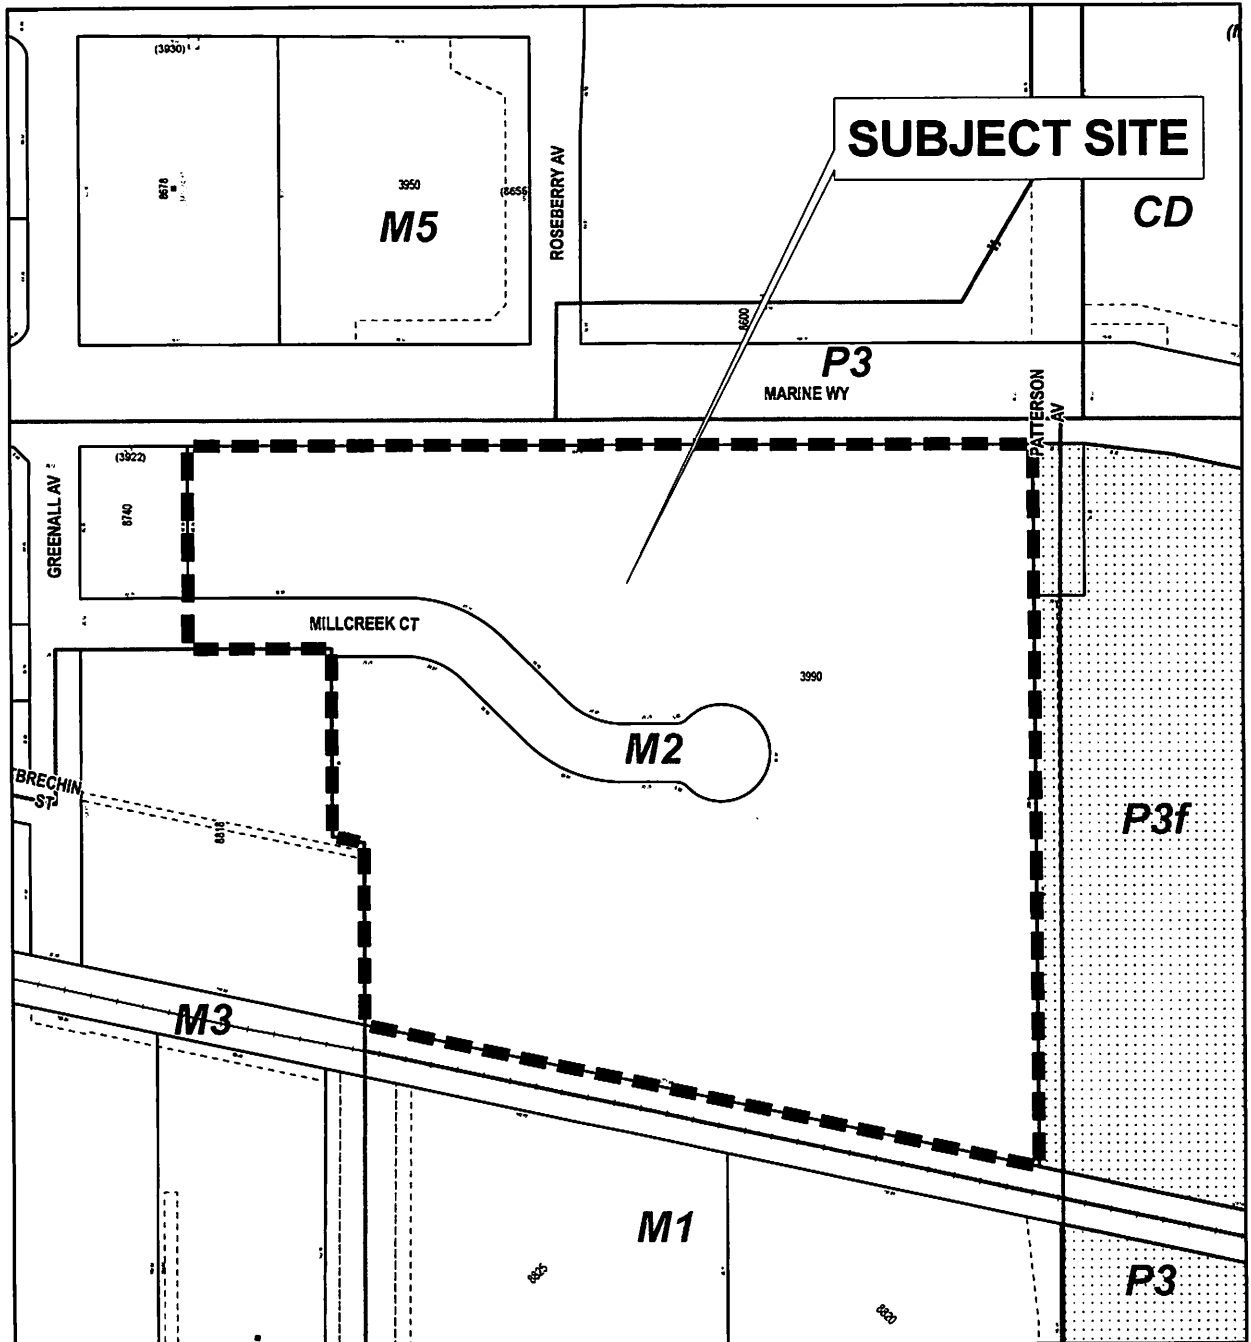 (3930)
SUBJECT SITE
8678
3950
(8656
ROSEBERRY AV
M5
CD
8600
P3
MARINE WY
PATTERSON
AV
(3922)
GREENALL AV
8740
MILLCREEK CT
3990
M2
BRECHIN
ST
8818
P3f
M3
M1
8825
8820
P3